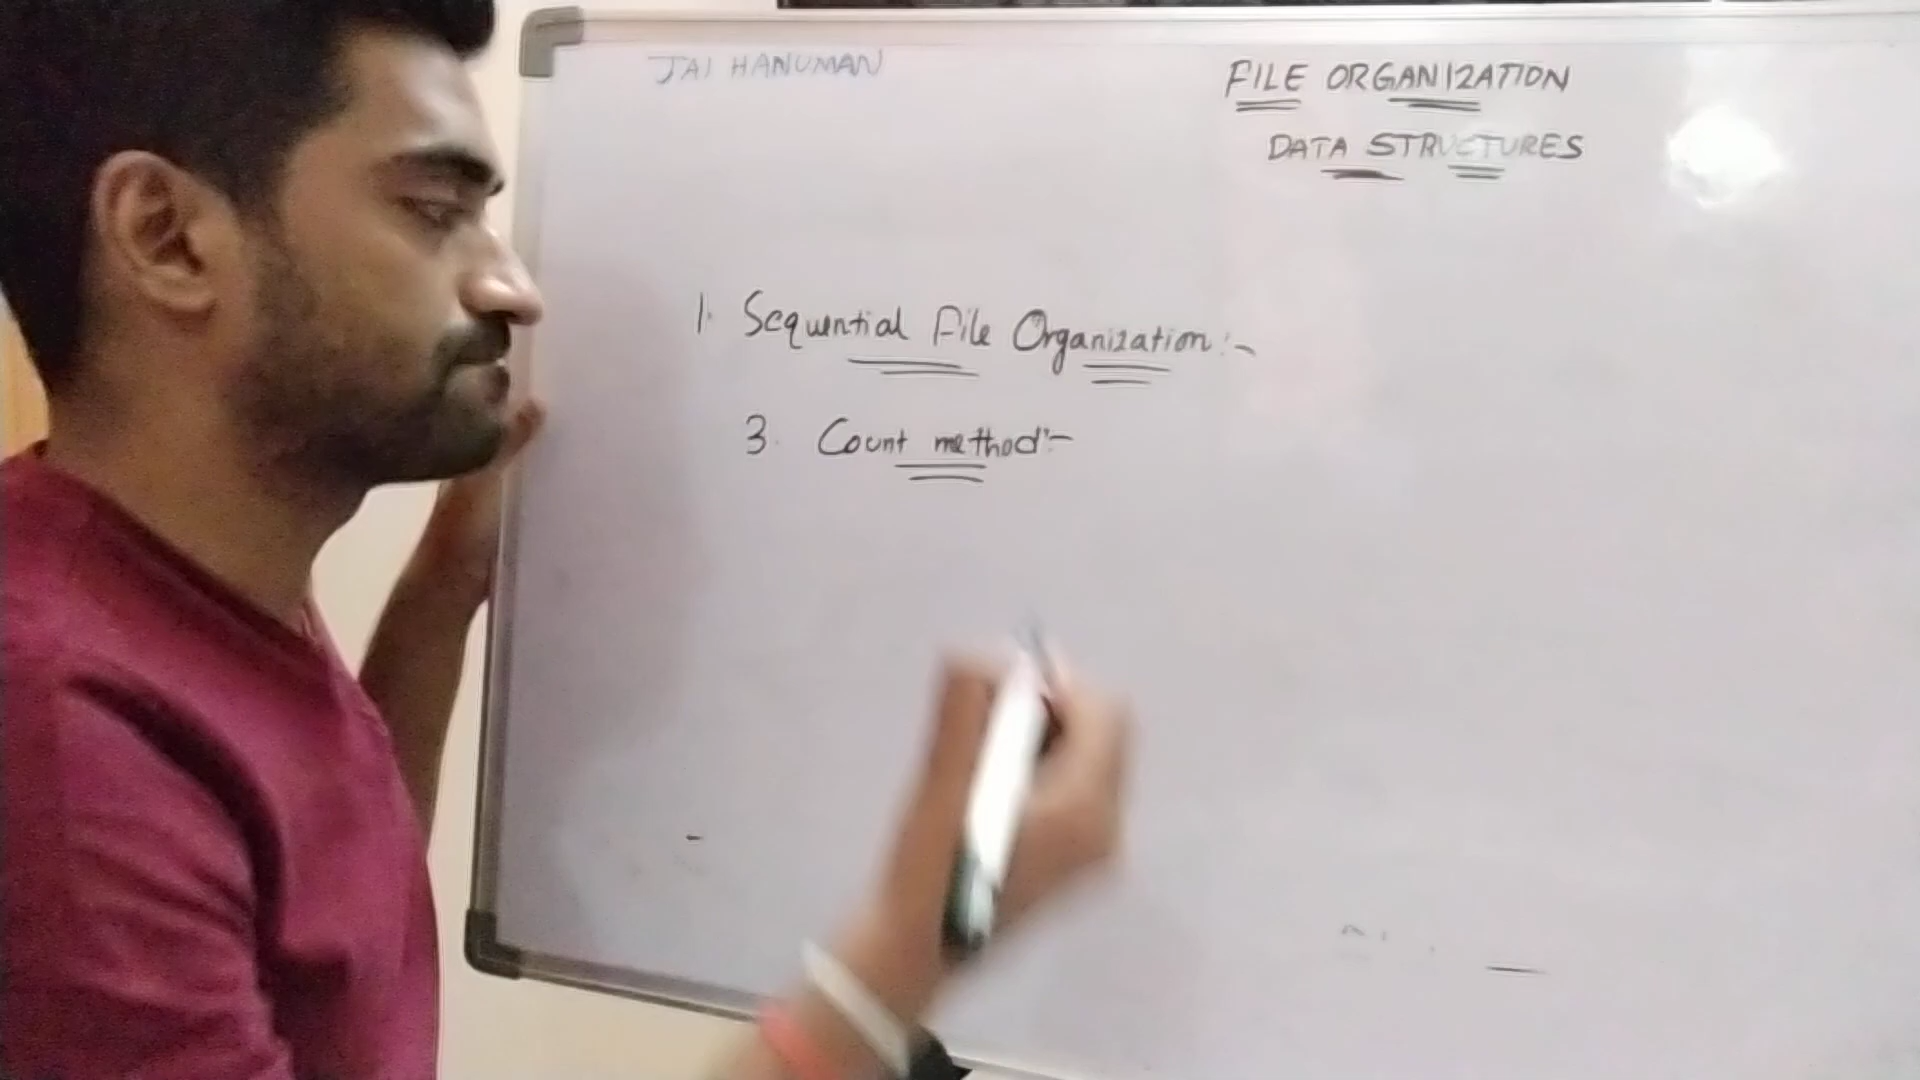 JAI HANUMAN
FILE ORGANIZATION
DATA STRUCTURES
1. Sequential File Organization:-
3. Count method:-